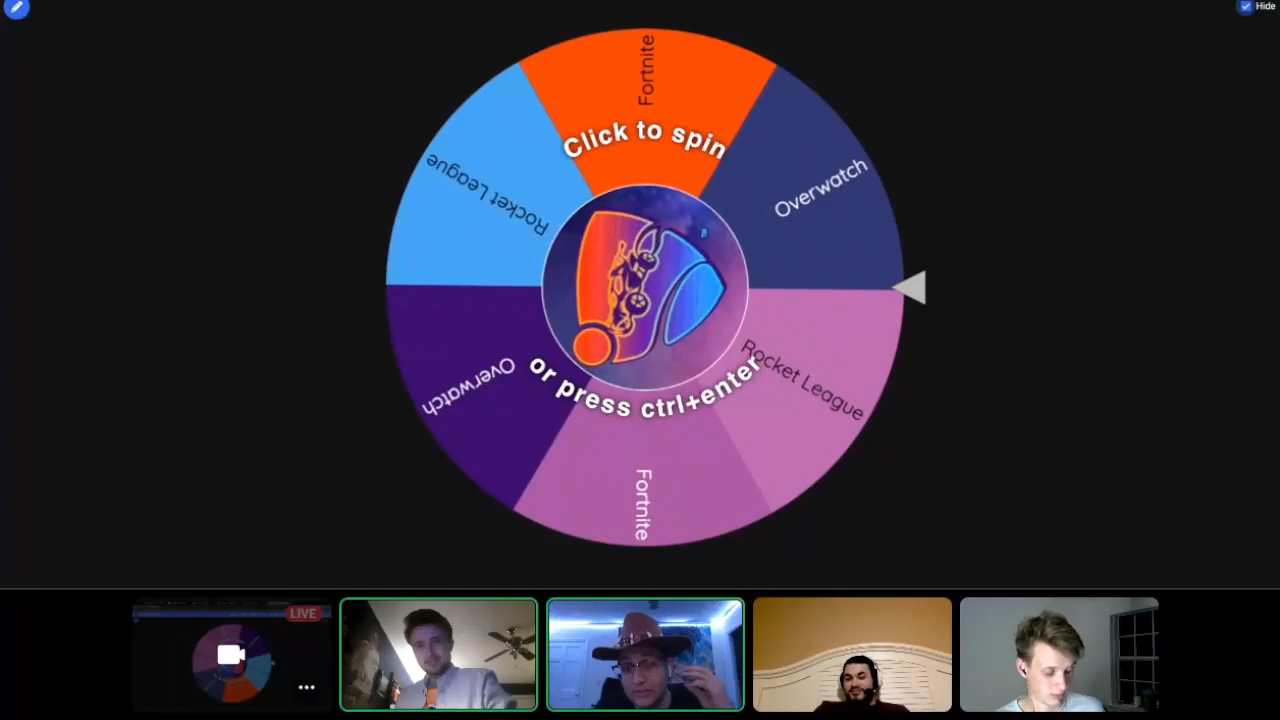 Hide
Fortnite
Click to spin
Overwatch
Rocket League
Rocket League
Overwatch
or press ctrl+enter
Fortnite
LIVE